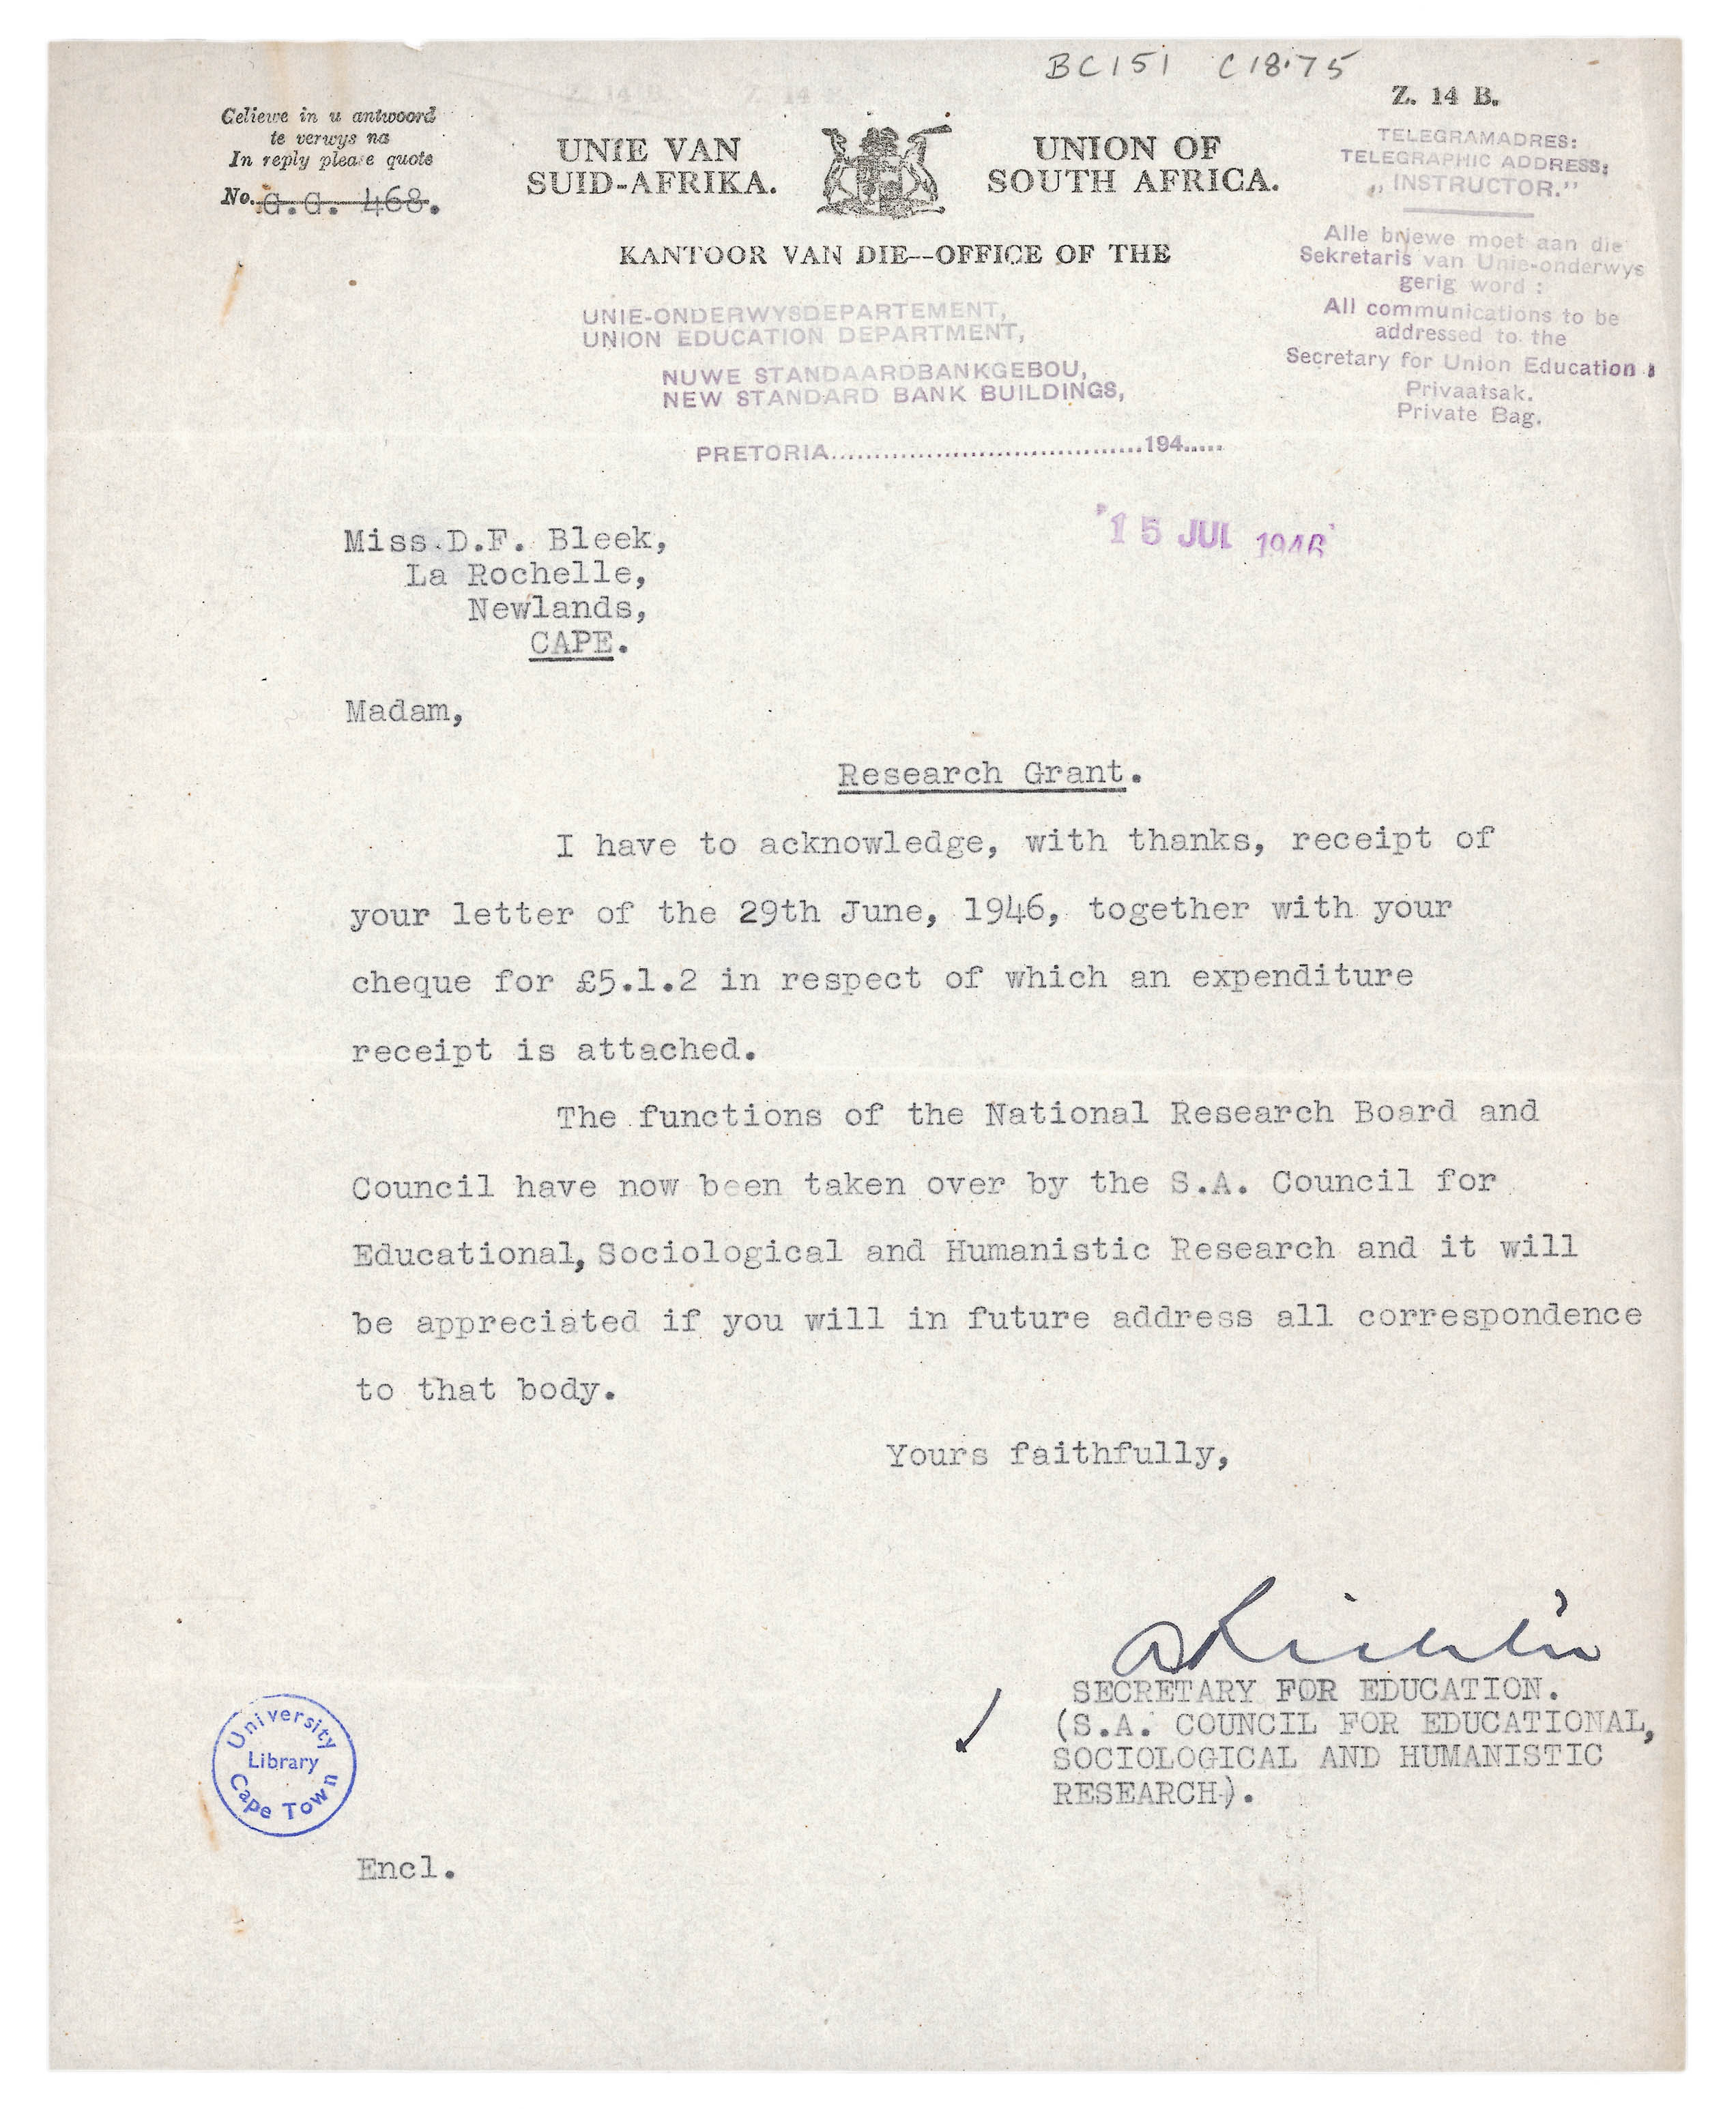 BC151 C18.75
Z. 14 B.
Geliewe in u antwoord
te verwys na
In reply please quote
No. G.G. 468.
UNIE VAN
SUID-AFRIKA.
UNION OF
SOUTH AFRICA.
KANTOOR VAN DIE--OFFICE OF THE
TELEGRAMADRES:
TELEGRAPHIC ADDRESS:
„ INSTRUCTOR."
Alle briewe moet aan die
Sekretaris van Unie-onderwys
gerig word :
All communications to be
addressed to the
Secretary for Union Education
Privaatsak.
Private Bag.
UNIE-ONDERWYSDEPARTEMENT,
UNION EDUCATION DEPARTMENT,
NUWE STANDAARDBANKGEBOU,
NEW STANDARD BANK BUILDINGS,
PRETORIA......................................194.....
15 JUL 1946
Miss D.F. Bleek,
La Rochelle,
Newlands,
CAPE.
Madam,
Research Grant.
I have to acknowledge, with thanks, receipt of
your letter of the 29th June, 1946, together with your
cheque for £5.1.2 in respect of which an expenditure
receipt is attached.
The functions of the National Research Board and
Council have now been taken over by the S.A. Council for
Educational, Sociological and Humanistic Research and it will
be appreciated if you will in future address all correspondence
to that body.
Yours faithfully,
SECRETARY FOR EDUCATION.
(S.A. COUNCIL FOR EDUCATIONAL,
SOCIOLOGICAL AND HUMANISTIC
RESEARCH).
University
Library
Cape Town
Encl.